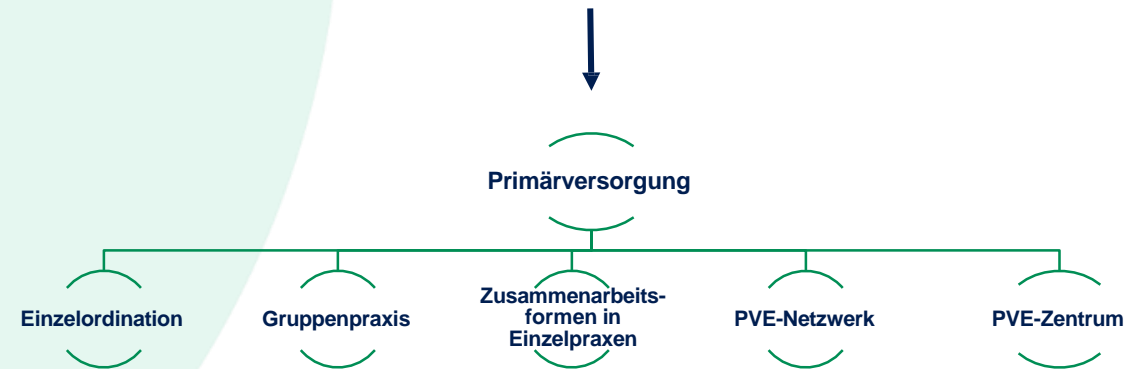 Primärversorgung
Einzelordination
Gruppenpraxis
Zusammenarbeits-
formen in
Einzelpraxen
PVE-Netzwerk
PVE-Zentrum